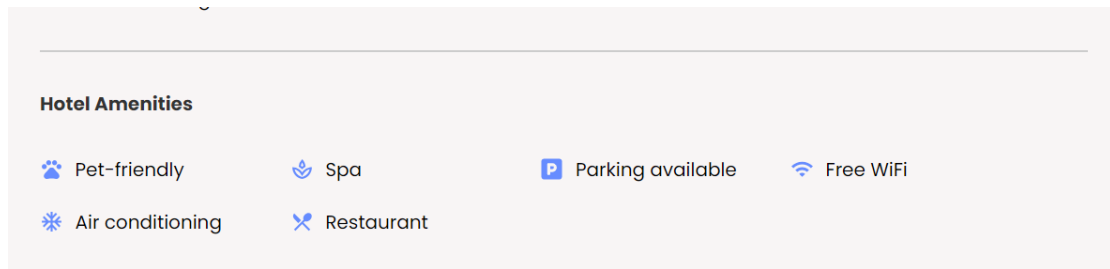 Hotel Amenities
Pet-friendly Spa P Parking available Free WiFi
Air conditioning Restaurant